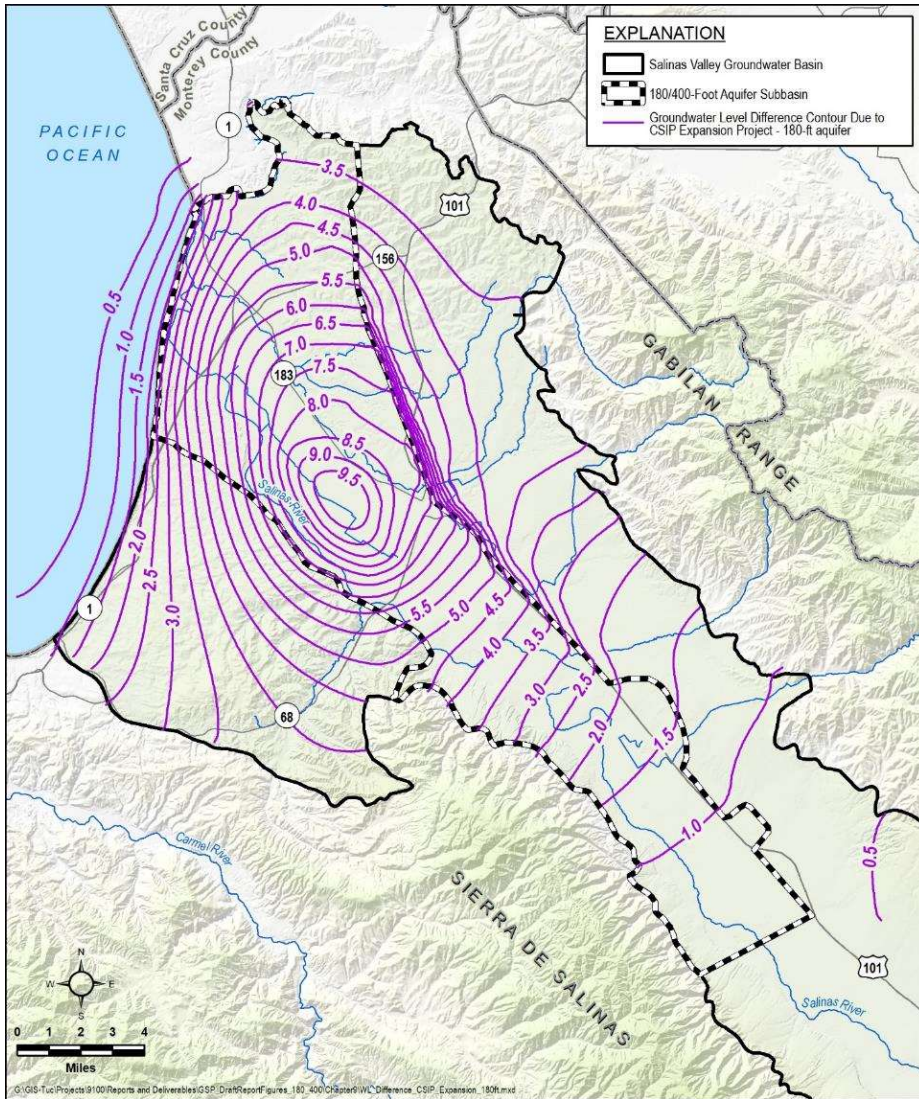 EXPLANATION
Salinas Valley Groundwater Basin
180/400-Foot Aquifer Subbasin
Groundwater Level Difference Contour Due to
CSIP Expansion Project - 180-ft aquifer
Santa Cruz County
Monterey County
PACIFIC
OCEAN
1
101
156
183
3.5
4.0
4.5
5.0
5.5
6.0
6.5
7.0
7.5
8.0
8.5
9.0
9.5
0.5
1.0
1.5
2.0
2.5
3.0
GABILAN
RANGE
Salinas River
1
68
5.5
5.0
4.5
4.0
3.5
3.0
2.5
2.0
1.5
1.0
0.5
Carmel River
SIERRA DE SALINAS
101
Salinas River
N
W
E
S
0 1 2 3 4
Miles